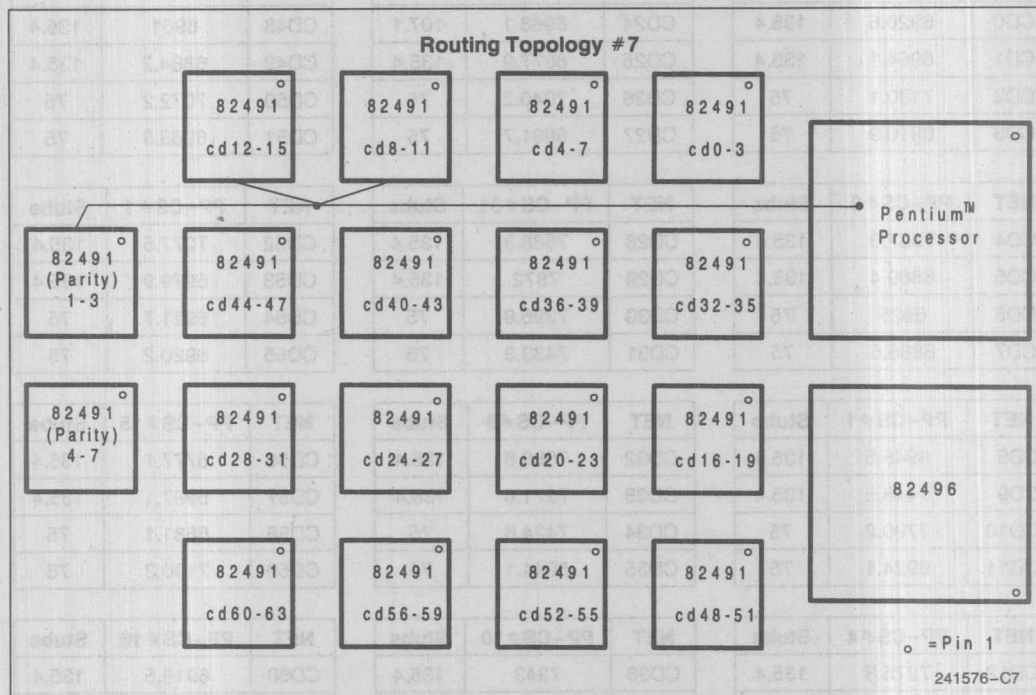 Routing Topology #7
82491 82491 82491 82491
cd12-15 cd8-11 cd4-7 cd0-3
Pentium™
Processor
82491
(Parity)
1-3
82491 82491 82491 82491
cd44-47 cd40-43 cd36-39 cd32-35
82491
(Parity)
4-7
82491 82491 82491 82491
cd28-31 cd24-27 cd20-23 cd16-19
82496
82491 82491 82491 82491
cd60-63 cd56-59 cd52-55 cd48-51
o =Pin 1
241576-C7